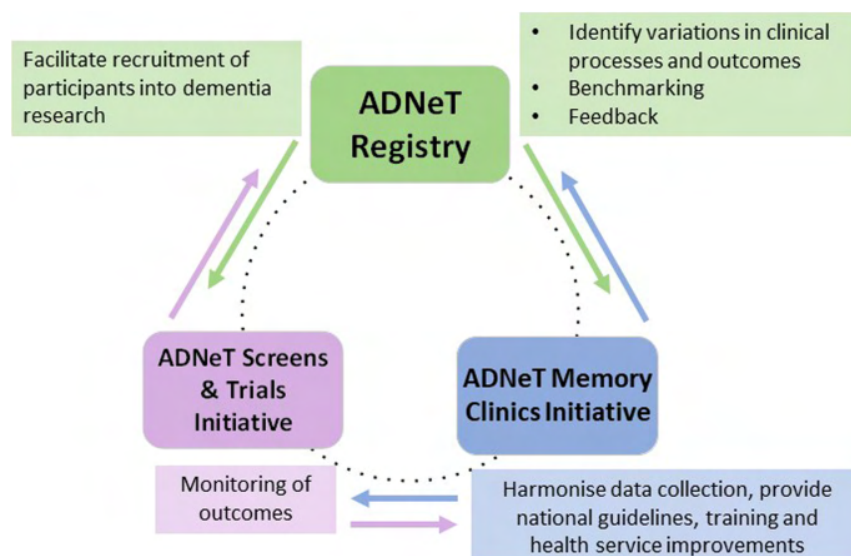 Facilitate recruitment of
participants into dementia
research
• Identify variations in clinical
processes and outcomes
• Benchmarking
• Feedback
ADNeT
Registry
ADNeT Screens
& Trials
Initiative
ADNeT Memory
Clinics Initiative
Monitoring of
outcomes
Harmonise data collection, provide
national guidelines, training and
health service improvements